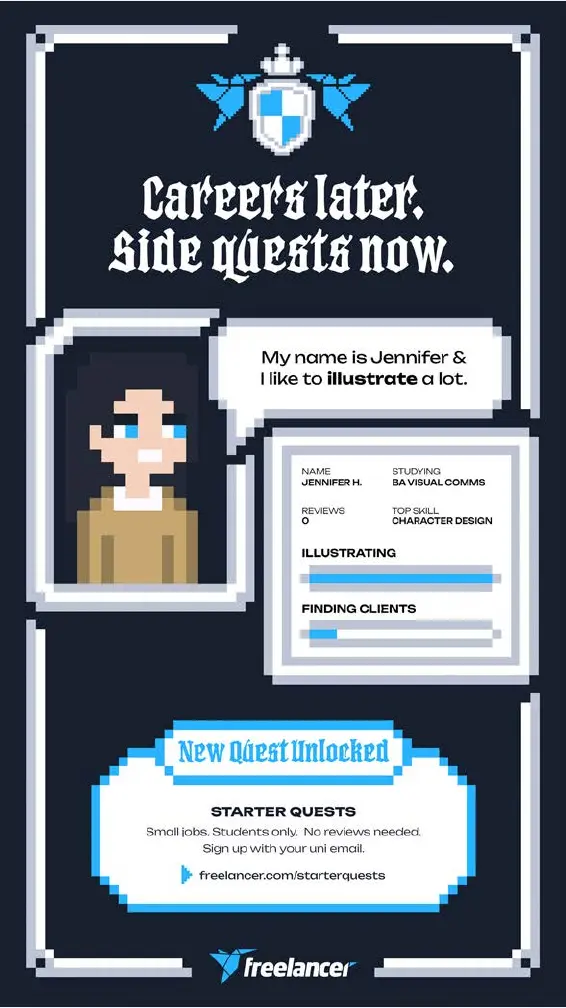 Careers later.
Side quests now.
My name is Jennifer &
I like to illustrate a lot.
NAME
JENNIFER H.
STUDYING
BA VISUAL COMMS
REVIEWS
0
TOP SKILL
CHARACTER DESIGN
ILLUSTRATING
FINDING CLIENTS
New Quest Unlocked
STARTER QUESTS
Small jobs. Students only. No reviews needed.
Sign up with your uni email.
freelancer.com/starterquests
freelancer